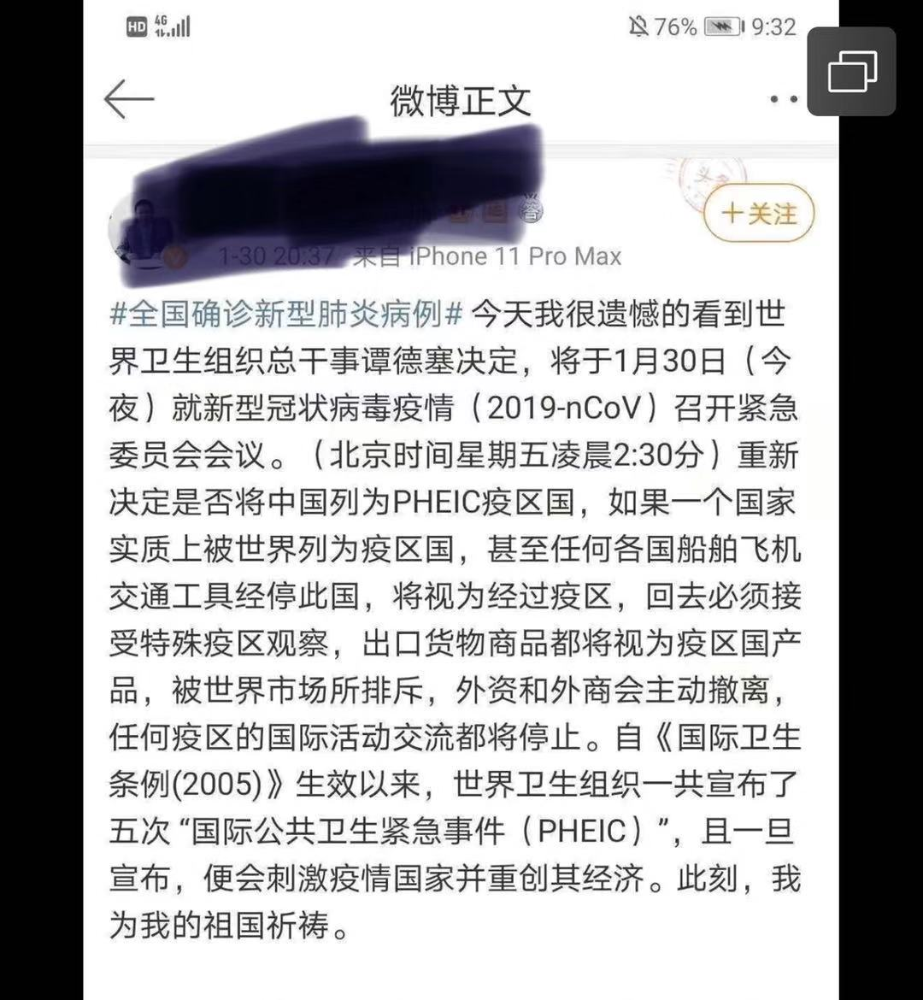 HD 4G 76% 9:32
微博正文
头条
+关注
1-30 20:37 来自 iPhone 11 Pro Max
#全国确诊新型肺炎病例# 今天我很遗憾的看到世
界卫生组织总干事谭德塞决定，将于1月30日（今
夜）就新型冠状病毒疫情（2019-nCoV）召开紧急
委员会会议。（北京时间星期五凌晨2:30分）重新
决定是否将中国列为PHEIC疫区国，如果一个国家
实质上被世界列为疫区国，甚至任何各国船舶飞机
交通工具经停此国，将视为经过疫区，回去必须接
受特殊疫区观察，出口货物商品都将视为疫区国产
品，被世界市场所排斥，外资和外商会主动撤离，
任何疫区的国际活动交流都将停止。自《国际卫生
条例(2005)》生效以来，世界卫生组织一共宣布了
五次 “国际公共卫生紧急事件（PHEIC）”，且一旦
宣布，便会刺激疫情国家并重创其经济。此刻，我
为我的祖国祈祷。